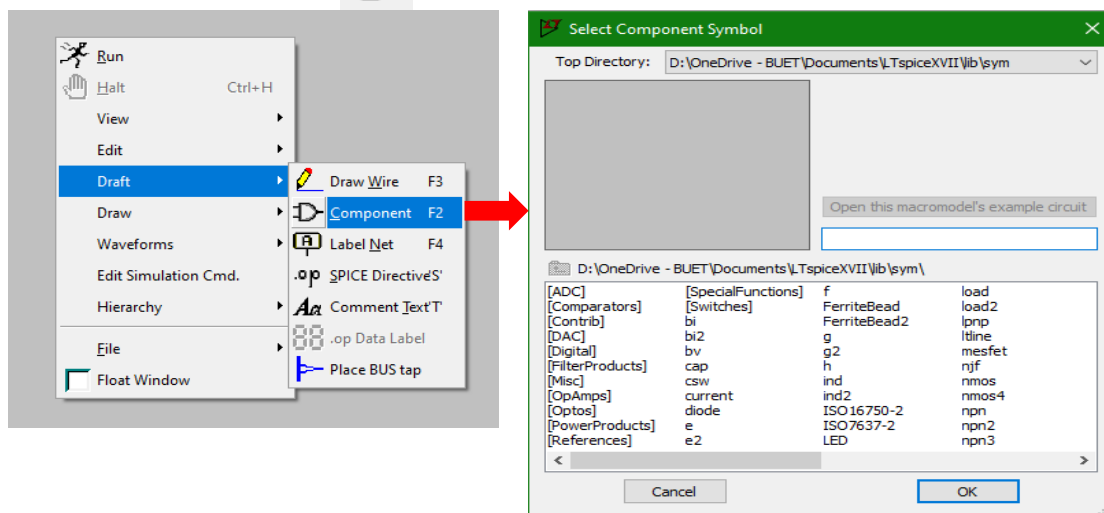 Run
Halt Ctrl+H
View
Edit
Draft
Draw
Waveforms
Edit Simulation Cmd.
Hierarchy
File
Float Window
Draw Wire F3
Component F2
A Label Net F4
.op SPICE Directive'S'
Aa Comment Text'T'
.op Data Label
Place BUS tap
Select Component Symbol
Top Directory: D:\OneDrive - BUET\Documents\LTspiceXVII\lib\sym
Open this macromodel's example circuit
D:\OneDrive - BUET\Documents\LTspiceXVII\lib\sym\
[ADC] [SpecialFunctions] f load
[Comparators] [Switches] FerriteBead load2
[Contrib] bi FerriteBead2 lpnp
[DAC] bi2 g ltline
[Digital] bv g2 mesfet
[FilterProducts] cap h njf
[Misc] csw ind nmos
[OpAmps] current ind2 nmos4
[Optos] diode ISO16750-2 npn
[PowerProducts] e ISO7637-2 npn2
[References] e2 LED npn3
Cancel OK